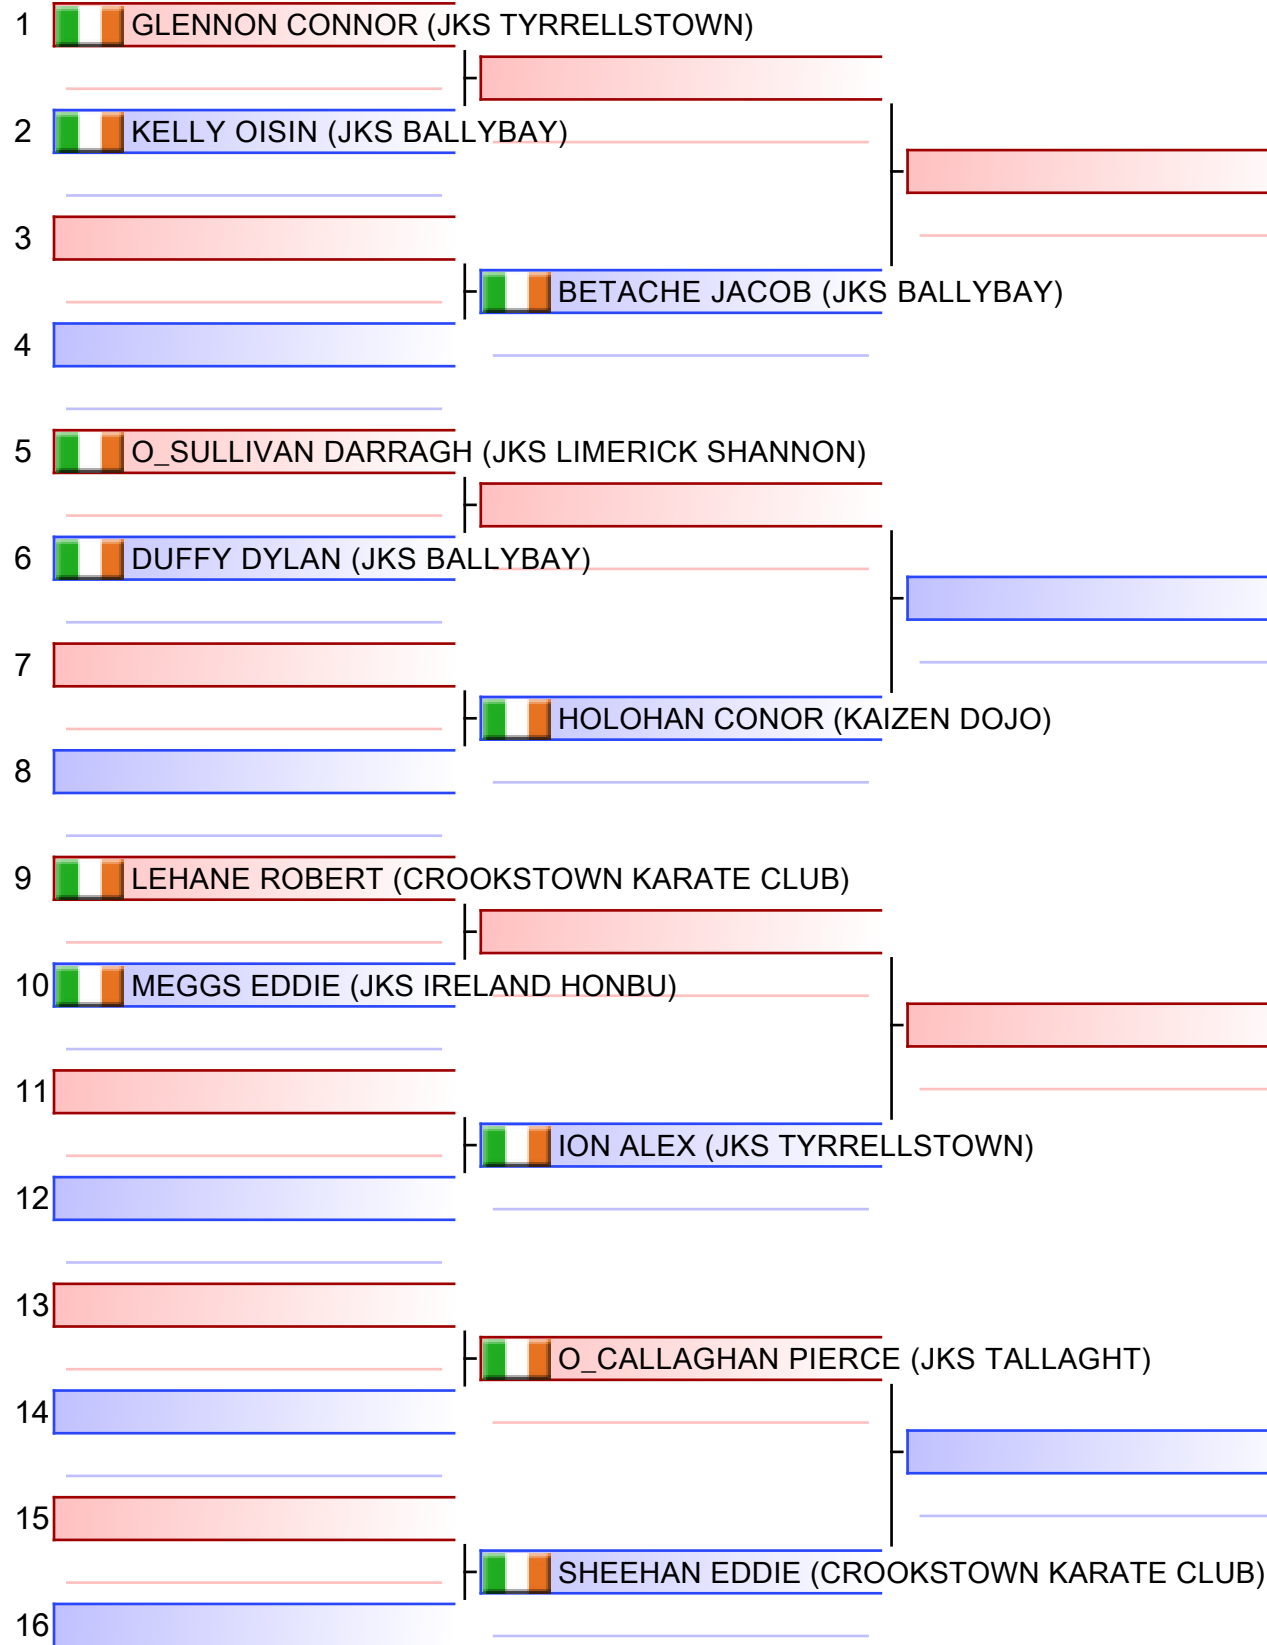 1 GLENNON CONNOR (JKS TYRRELLSTOWN)
2 KELLY OISIN (JKS BALLYBAY)
3
BETACHE JACOB (JKS BALLYBAY)
4
5 O_SULLIVAN DARRAGH (JKS LIMERICK SHANNON)
6 DUFFY DYLAN (JKS BALLYBAY)
7
HOLOHAN CONOR (KAIZEN DOJO)
8
9 LEHANE ROBERT (CROOKSTOWN KARATE CLUB)
10 MEGGS EDDIE (JKS IRELAND HONBU)
11
ION ALEX (JKS TYRRELLSTOWN)
12
13
O_CALLAGHAN PIERCE (JKS TALLAGHT)
14
15
SHEEHAN EDDIE (CROOKSTOWN KARATE CLUB)
16